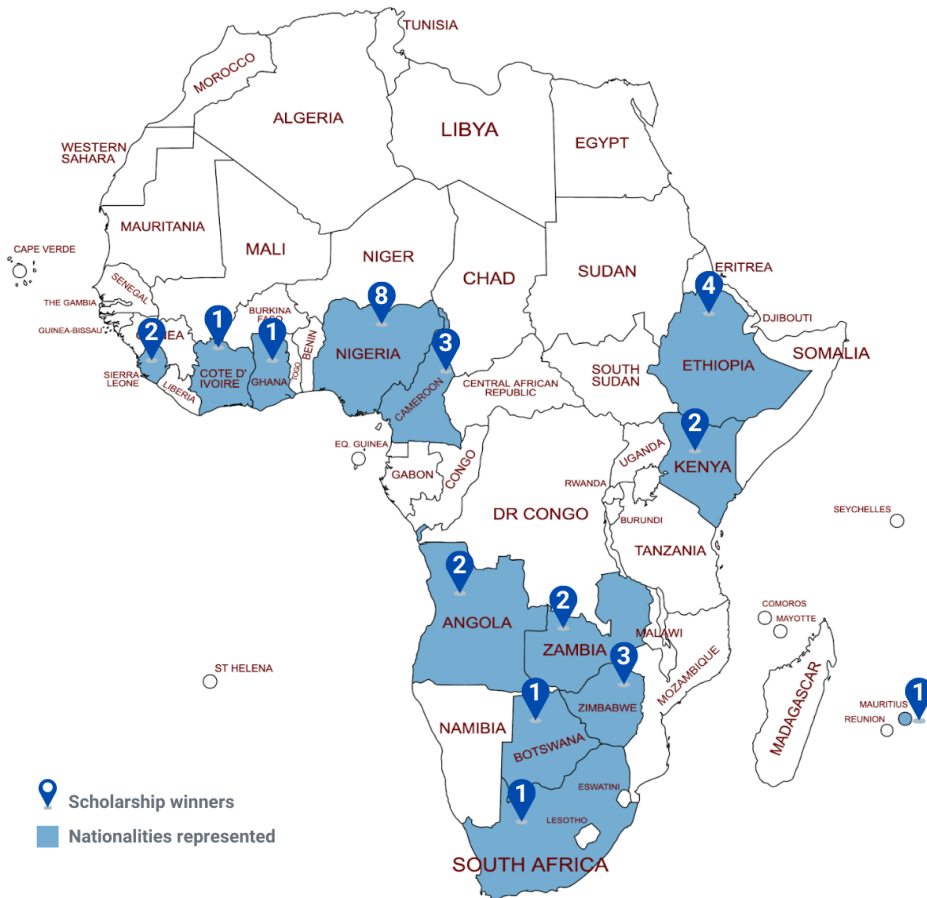 TUNISIA
MOROCCO
ALGERIA
LIBYA
EGYPT
WESTERN
SAHARA
MAURITANIA
MALI
NIGER
CHAD
SUDAN
ERITREA
CAPE VERDE
SENEGAL
THE GAMBIA
GUINEA-BISSAU
GUINEA
BURKINA
FASO
BENIN
TOGO
DJIBOUTI
SOMALIA
2
1
1
8
3
4
SIERRA
LEONE
LIBERIA
COTE D'
IVOIRE
GHANA
NIGERIA
CAMEROON
CENTRAL AFRICAN
REPUBLIC
SOUTH
SUDAN
ETHIOPIA
2
EQ. GUINEA
GABON
CONGO
UGANDA
KENYA
RWANDA
DR CONGO
BURUNDI
TANZANIA
SEYCHELLES
2
ANGOLA
2
ZAMBIA
MALAWI
COMOROS
MAYOTTE
3
MOZAMBIQUE
ST HELENA
MADAGASCAR
1
ZIMBABWE
MAURITIUS
1
REUNION
NAMIBIA
BOTSWANA
1
ESWATINI
LESOTHO
SOUTH AFRICA
Scholarship winners
Nationalities represented